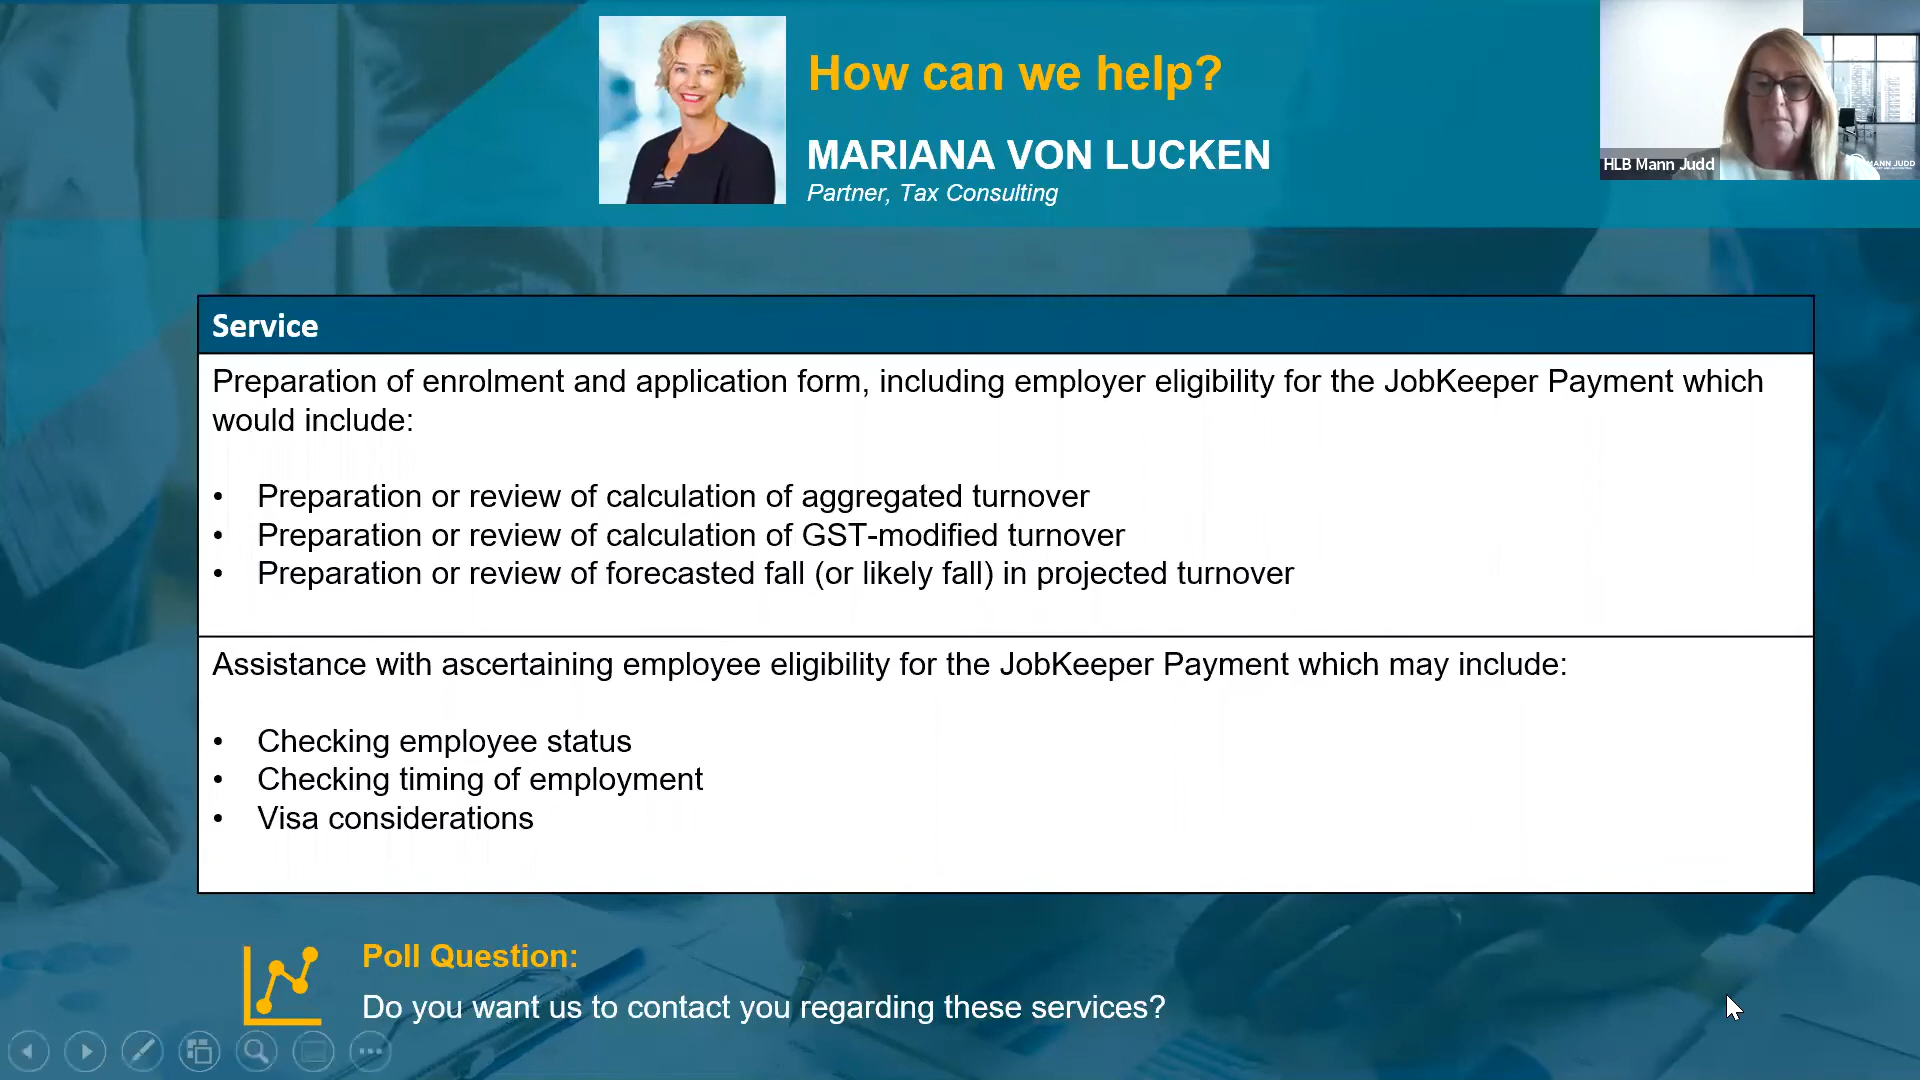 How can we help?
MARIANA VON LUCKEN
Partner, Tax Consulting
HLB Mann Judd
MANN JUDD
Service
Preparation of enrolment and application form, including employer eligibility for the JobKeeper Payment which
would include:
• Preparation or review of calculation of aggregated turnover
• Preparation or review of calculation of GST-modified turnover
• Preparation or review of forecasted fall (or likely fall) in projected turnover
Assistance with ascertaining employee eligibility for the JobKeeper Payment which may include:
• Checking employee status
• Checking timing of employment
• Visa considerations
Poll Question:
Do you want us to contact you regarding these services?